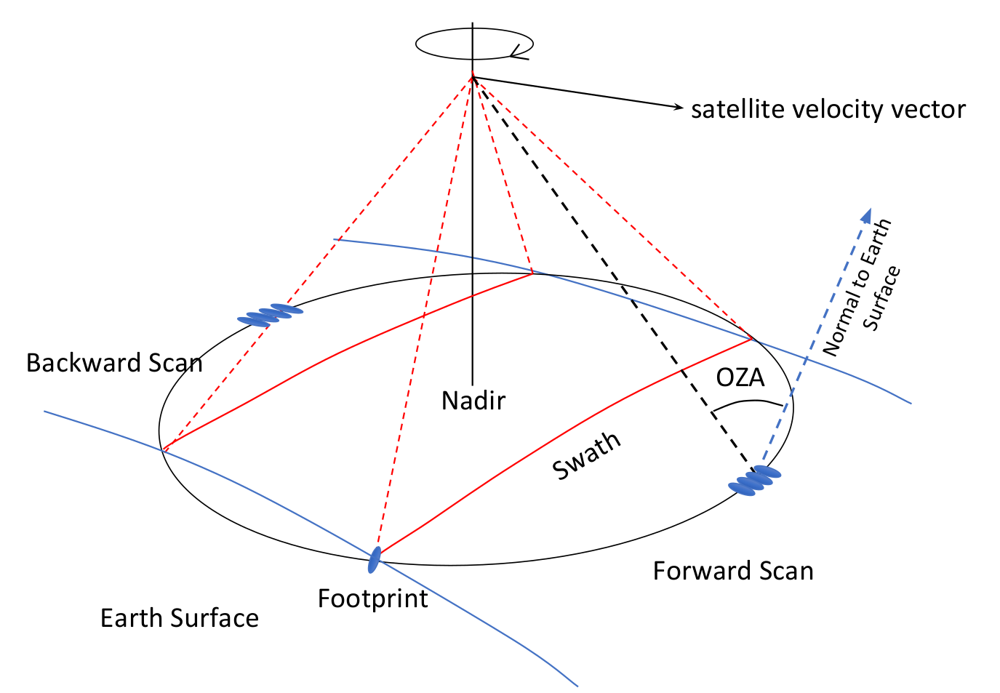 satellite velocity vector
Normal to Earth
Surface
Backward Scan
OZA
Nadir
Swath
Forward Scan
Footprint
Earth Surface